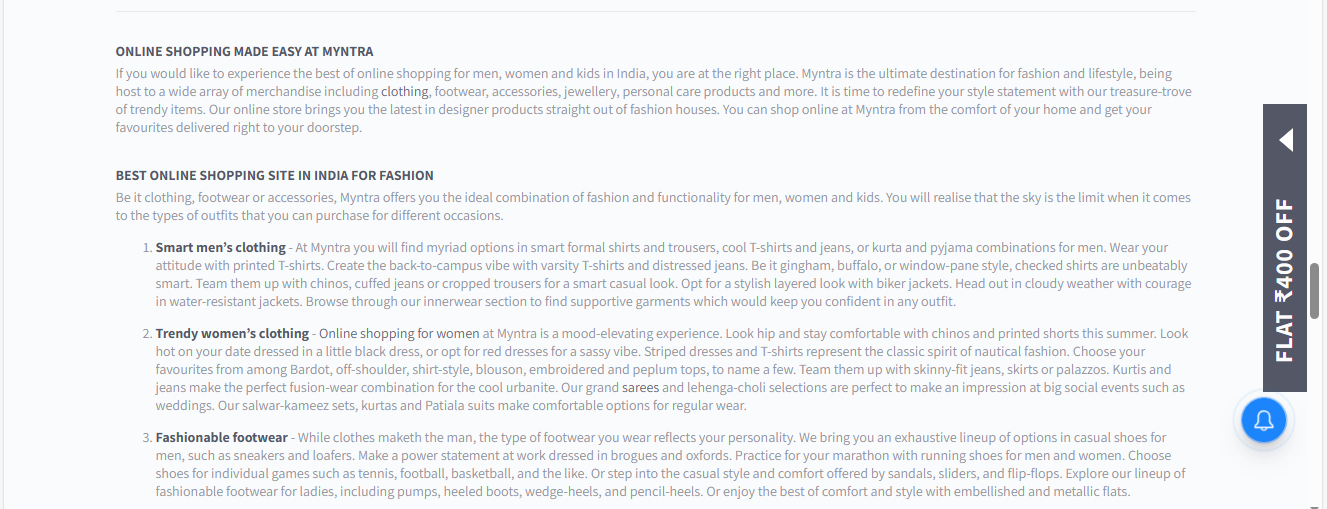 ONLINE SHOPPING MADE EASY AT MYNTRA
If you would like to experience the best of online shopping for men, women and kids in India, you are at the right place. Myntra is the ultimate destination for fashion and lifestyle, being
host to a wide array of merchandise including clothing, footwear, accessories, jewellery, personal care products and more. It is time to redefine your style statement with our treasure-trove
of trendy items. Our online store brings you the latest in designer products straight out of fashion houses. You can shop online at Myntra from the comfort of your home and get your
favourites delivered right to your doorstep.
BEST ONLINE SHOPPING SITE IN INDIA FOR FASHION
Be it clothing, footwear or accessories, Myntra offers you the ideal combination of fashion and functionality for men, women and kids. You will realise that the sky is the limit when it comes
to the types of outfits that you can purchase for different occasions.
1. Smart men’s clothing - At Myntra you will find myriad options in smart formal shirts and trousers, cool T-shirts and jeans, or kurta and pyjama combinations for men. Wear your
attitude with printed T-shirts. Create the back-to-campus vibe with varsity T-shirts and distressed jeans. Be it gingham, buffalo, or window-pane style, checked shirts are unbeatably
smart. Team them up with chinos, cuffed jeans or cropped trousers for a smart casual look. Opt for a stylish layered look with biker jackets. Head out in cloudy weather with courage
in water-resistant jackets. Browse through our innerwear section to find supportive garments which would keep you confident in any outfit.
2. Trendy women’s clothing - Online shopping for women at Myntra is a mood-elevating experience. Look hip and stay comfortable with chinos and printed shorts this summer. Look
hot on your date dressed in a little black dress, or opt for red dresses for a sassy vibe. Striped dresses and T-shirts represent the classic spirit of nautical fashion. Choose your
favourites from among Bardot, off-shoulder, shirt-style, blouson, embroidered and peplum tops, to name a few. Team them up with skinny-fit jeans, skirts or palazzos. Kurtis and
jeans make the perfect fusion-wear combination for the cool urbanite. Our grand sarees and lehenga-choli selections are perfect to make an impression at big social events such as
weddings. Our salwar-kameez sets, kurtas and Patiala suits make comfortable options for regular wear.
3. Fashionable footwear - While clothes maketh the man, the type of footwear you wear reflects your personality. We bring you an exhaustive lineup of options in casual shoes for
men, such as sneakers and loafers. Make a power statement at work dressed in brogues and oxfords. Practice for your marathon with running shoes for men and women. Choose
shoes for individual games such as tennis, football, basketball, and the like. Or step into the casual style and comfort offered by sandals, sliders, and flip-flops. Explore our lineup of
fashionable footwear for ladies, including pumps, heeled boots, wedge-heels, and pencil-heels. Or enjoy the best of comfort and style with embellished and metallic flats.
FLAT ₹400 OFF